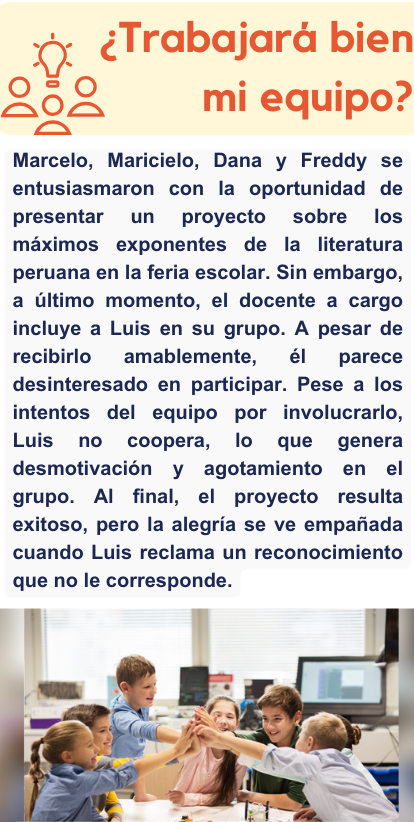 ¿Trabajará bien
mi equipo?
Marcelo, Maricielo, Dana y Freddy se
entusiasmaron con la oportunidad de
presentar un proyecto sobre los
máximos exponentes de la literatura
peruana en la feria escolar. Sin embargo,
a último momento, el docente a cargo
incluye a Luis en su grupo. A pesar de
recibirlo amablemente, él parece
desinteresado en participar. Pese a los
intentos del equipo por involucrarlo,
Luis no coopera, lo que genera
desmotivación y agotamiento en el
grupo. Al final, el proyecto resulta
exitoso, pero la alegría se ve empañada
cuando Luis reclama un reconocimiento
que no le corresponde.